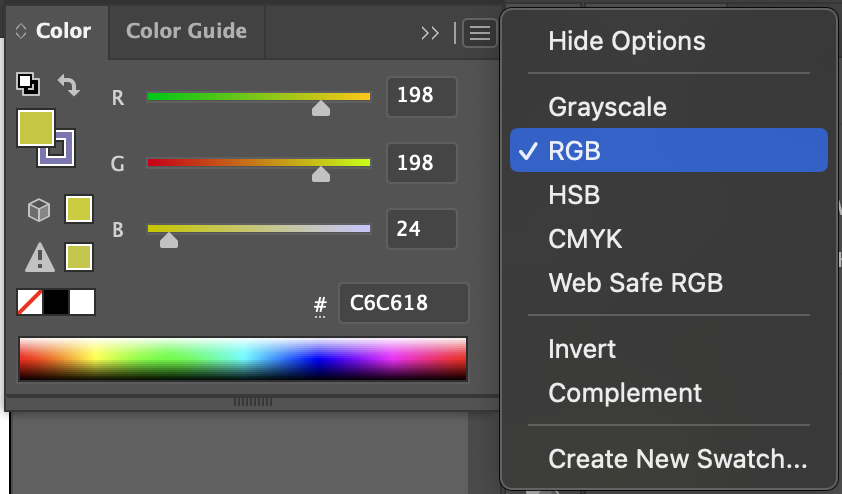 Color
Color Guide
R
198
G
198
B
24
#
C6C618
Hide Options
Grayscale
RGB
HSB
CMYK
Web Safe RGB
Invert
Complement
Create New Swatch...